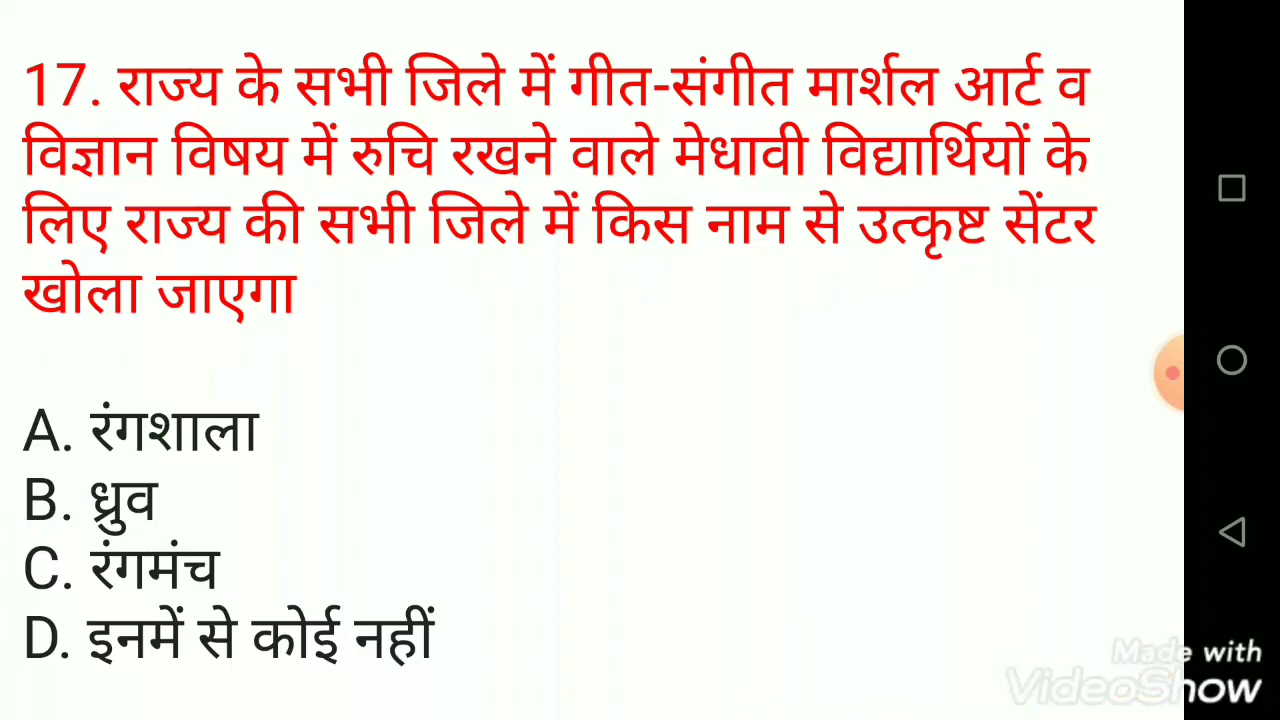 17. राज्य के सभी जिले में गीत-संगीत मार्शल आर्ट व
विज्ञान विषय में रुचि रखने वाले मेधावी विद्यार्थियों के
लिए राज्य की सभी जिले में किस नाम से उत्कृष्ट सेंटर
खोला जाएगा
A. रंगशाला
B. ध्रुव
C. रंगमंच
D. इनमें से कोई नहीं
Made with
VideoShow